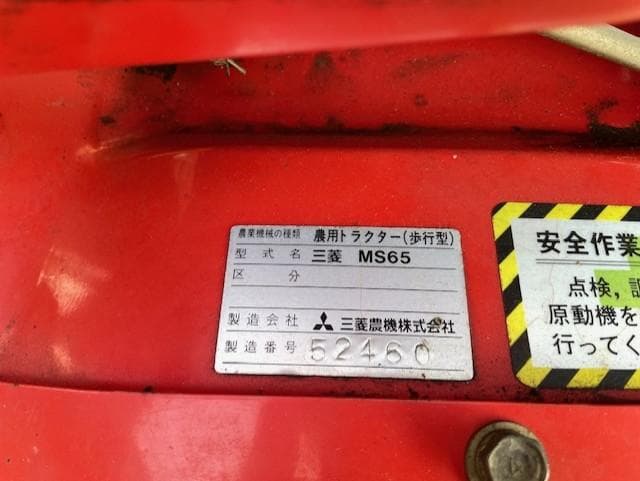 農業機械の種類 農用トラクター(歩行型)
型式名 三菱 MS65
区分
製造会社 三菱農機株式会社
製造番号 52460
安全作業
点検,
原動機を
行ってく